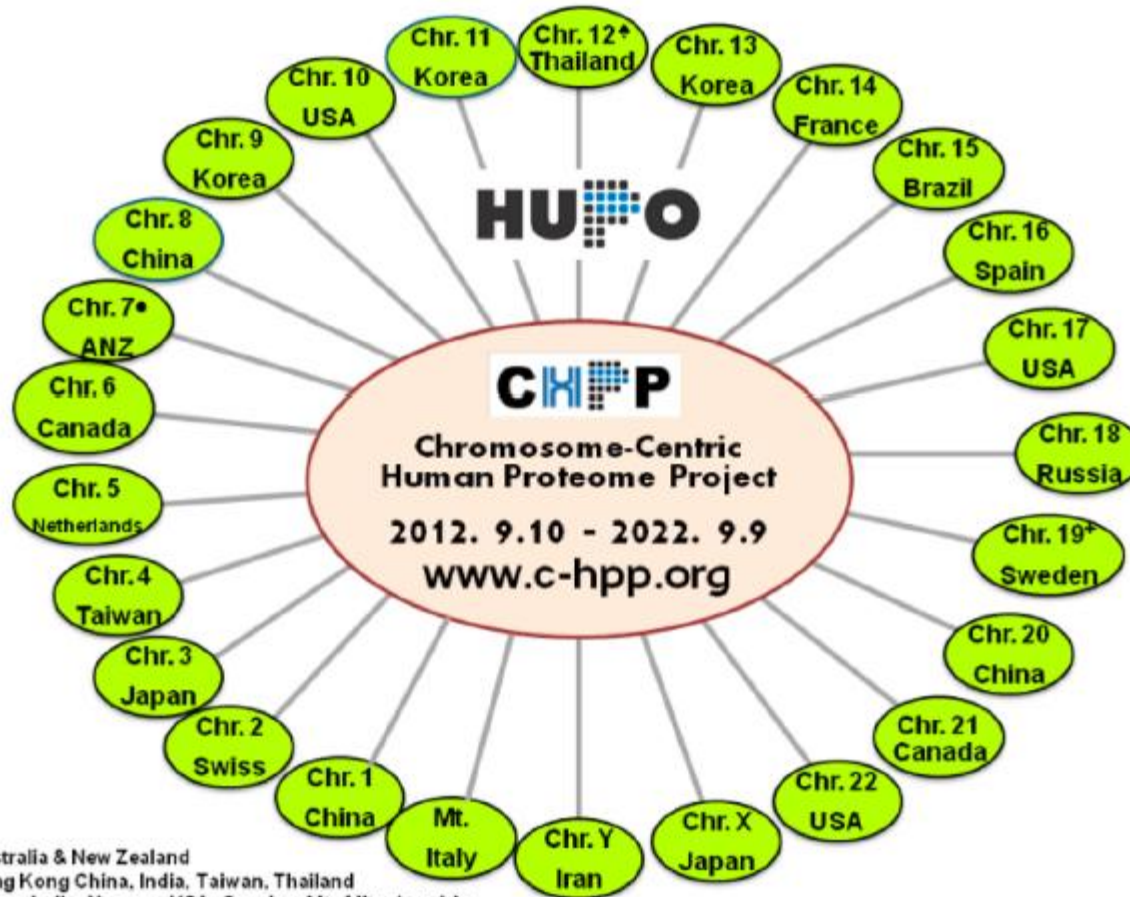 Chr. 11
Korea
Chr. 12♠
Thailand
Chr. 13
Korea
Chr. 14
France
Chr. 15
Brazil
Chr. 16
Spain
Chr. 17
USA
Chr. 18
Russia
Chr. 19+
Sweden
Chr. 20
China
Chr. 21
Canada
Chr. 22
USA
Chr. X
Japan
Chr. Y
Iran
Mt.
Italy
Chr. 1
China
Chr. 2
Swiss
Chr. 3
Japan
Chr. 4
Taiwan
Chr. 5
Netherlands
Chr. 6
Canada
Chr. 7•
ANZ
Chr. 8
China
Chr. 9
Korea
Chr. 10
USA
HUPO
CHPP
Chromosome-Centric
Human Proteome Project
2012. 9.10 - 2022. 9.9
www.c-hpp.org
stralia & New Zealand
ng Kong China, India, Taiwan, Thailand